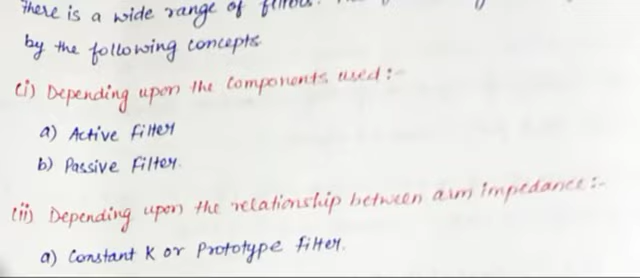 there is a wide range of
by the following concepts
(i) Depending upon the Components used :-
a) Active filter
b) Passive Filter.
(ii) Depending upon the relationship between arm impedance :-
a) Constant K or Prototype filter.